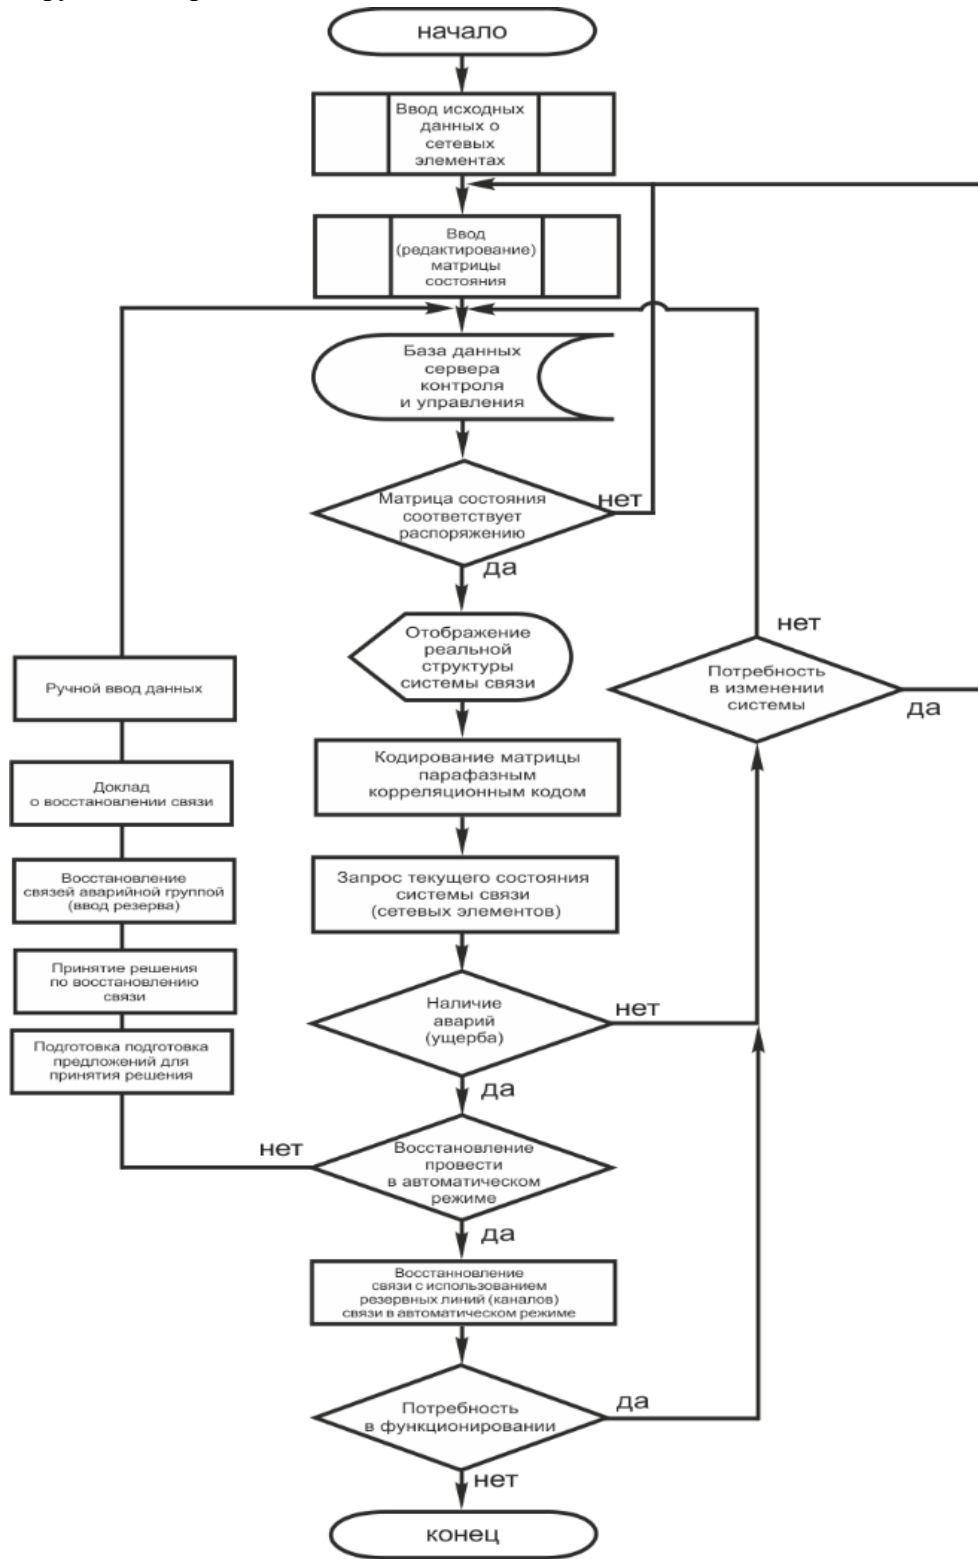 начало
Ввод исходных
данных о
сетевых
элементах
Ввод
(редактирование)
матрицы
состояния
База данных
сервера
контроля
и управления
Матрица состояния
соответствует
распоряжению
нет
да
Отображение
реальной
структуры
системы связи
нет
Потребность
в изменении
системы
да
Ручной ввод данных
Кодирование матрицы
парафазным
корреляционным кодом
Доклад
о восстановлении связи
Запрос текущего состояния
системы связи
(сетевых элементов)
Восстановление
связей аварийной группой
(ввод резерва)
Принятие решения
по восстановлению
связи
Наличие
аварий
(ущерба)
нет
да
Подготовка подготовка
предложений для
принятия решения
нет
Восстановление
провести
в автоматическом
режиме
да
Восстанновление
связи с использованием
резервных линий (каналов)
связи в автоматическом режиме
Потребность
в функционировании
да
нет
конец